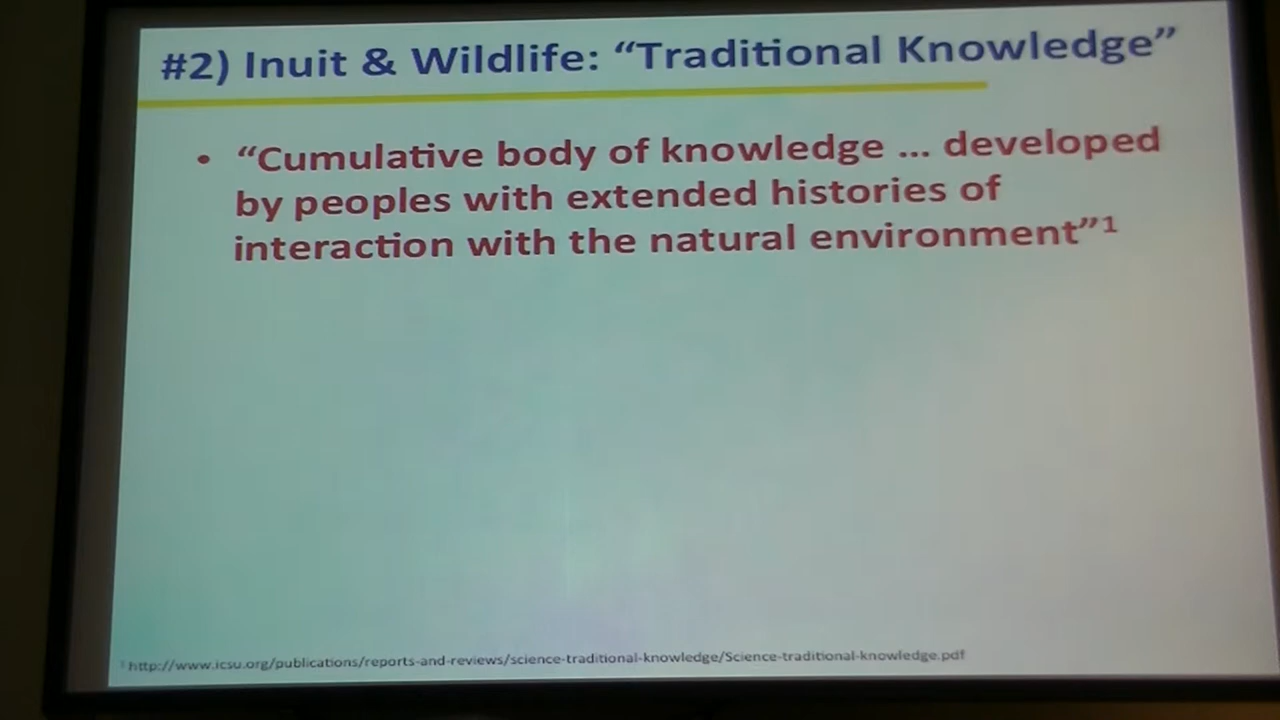 #2) Inuit & Wildlife: “Traditional Knowledge”
• “Cumulative body of knowledge ... developed
by peoples with extended histories of
interaction with the natural environment”¹
¹ http://www.icsu.org/publications/reports-and-reviews/science-traditional-knowledge/Science-traditional-knowledge.pdf